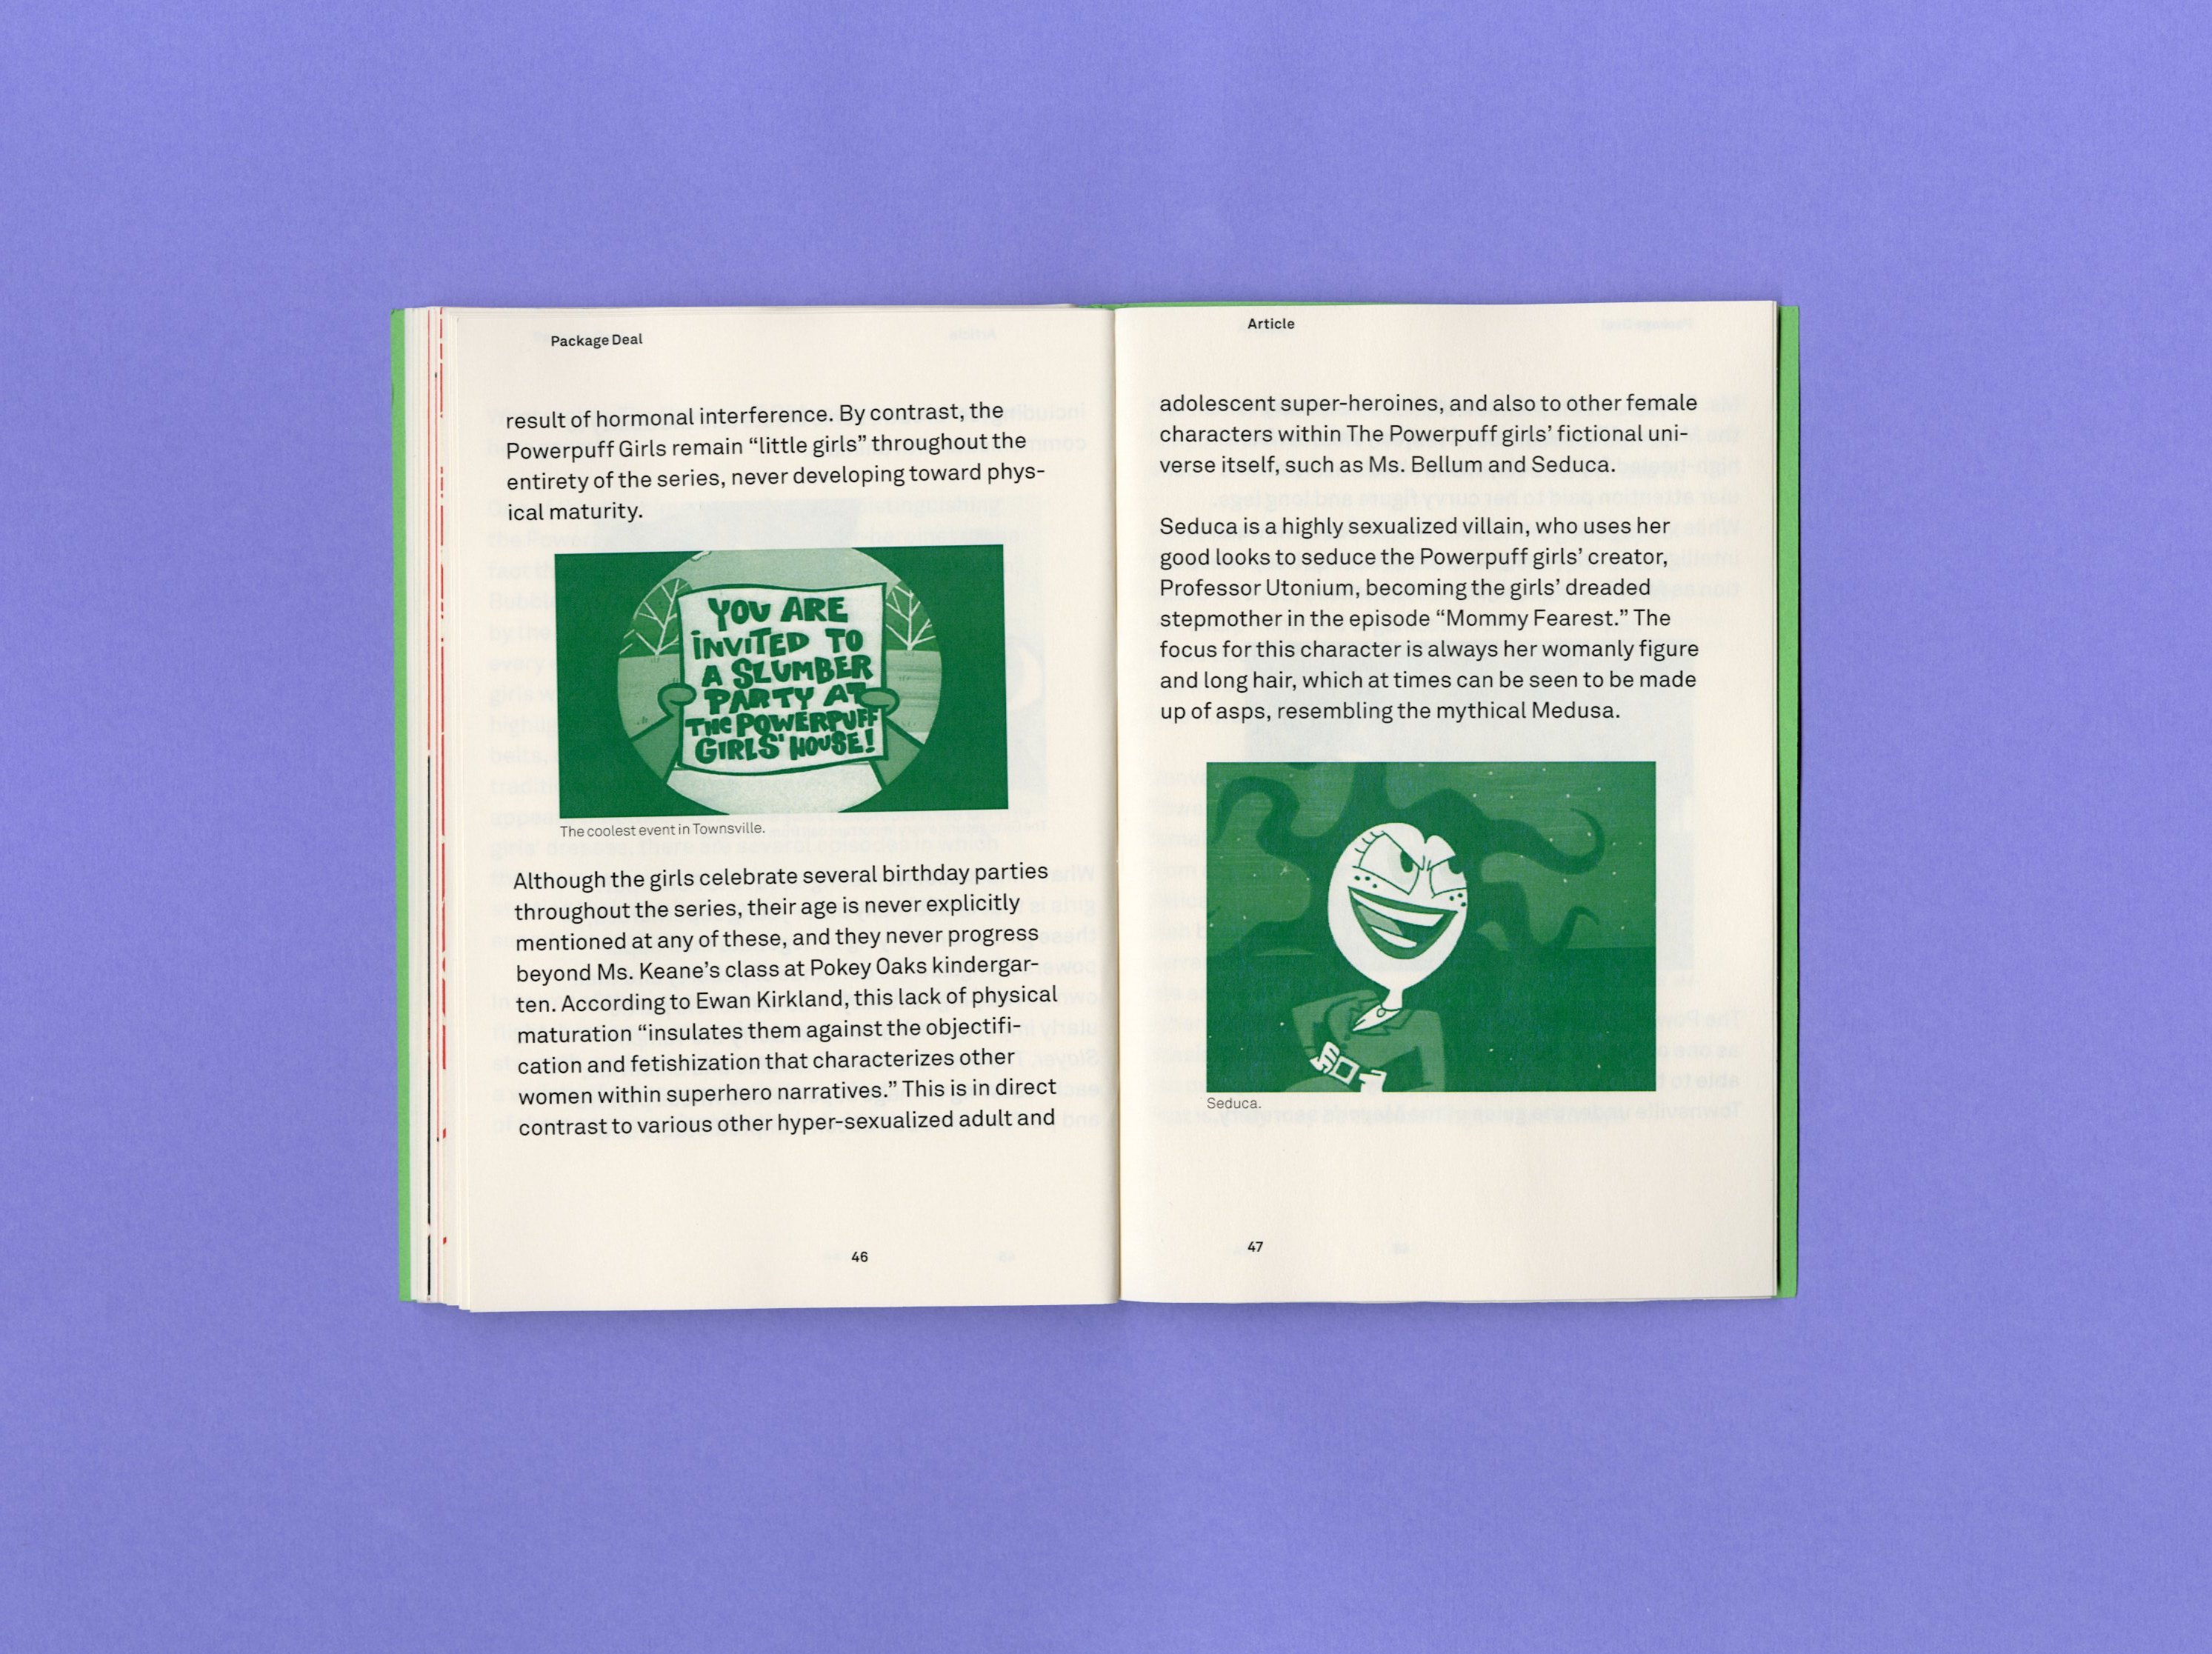 Package Deal
result of hormonal interference. By contrast, the
Powerpuff Girls remain “little girls” throughout the
entirety of the series, never developing toward phys-
ical maturity.
YOU ARE
INVITED TO
A SLUMBER
PARTY AT
THE POWERPUFF
GIRLS' HOUSE!
The coolest event in Townsville.
Although the girls celebrate several birthday parties
throughout the series, their age is never explicitly
mentioned at any of these, and they never progress
beyond Ms. Keane’s class at Pokey Oaks kindergar-
ten. According to Ewan Kirkland, this lack of physical
maturation “insulates them against the objectifi-
cation and fetishization that characterizes other
women within superhero narratives.” This is in direct
contrast to various other hyper-sexualized adult and
46
Article
adolescent super-heroines, and also to other female
characters within The Powerpuff girls’ fictional uni-
verse itself, such as Ms. Bellum and Seduca.
Seduca is a highly sexualized villain, who uses her
good looks to seduce the Powerpuff girls’ creator,
Professor Utonium, becoming the girls’ dreaded
stepmother in the episode “Mommy Fearest.” The
focus for this character is always her womanly figure
and long hair, which at times can be seen to be made
up of asps, resembling the mythical Medusa.
Seduca.
47